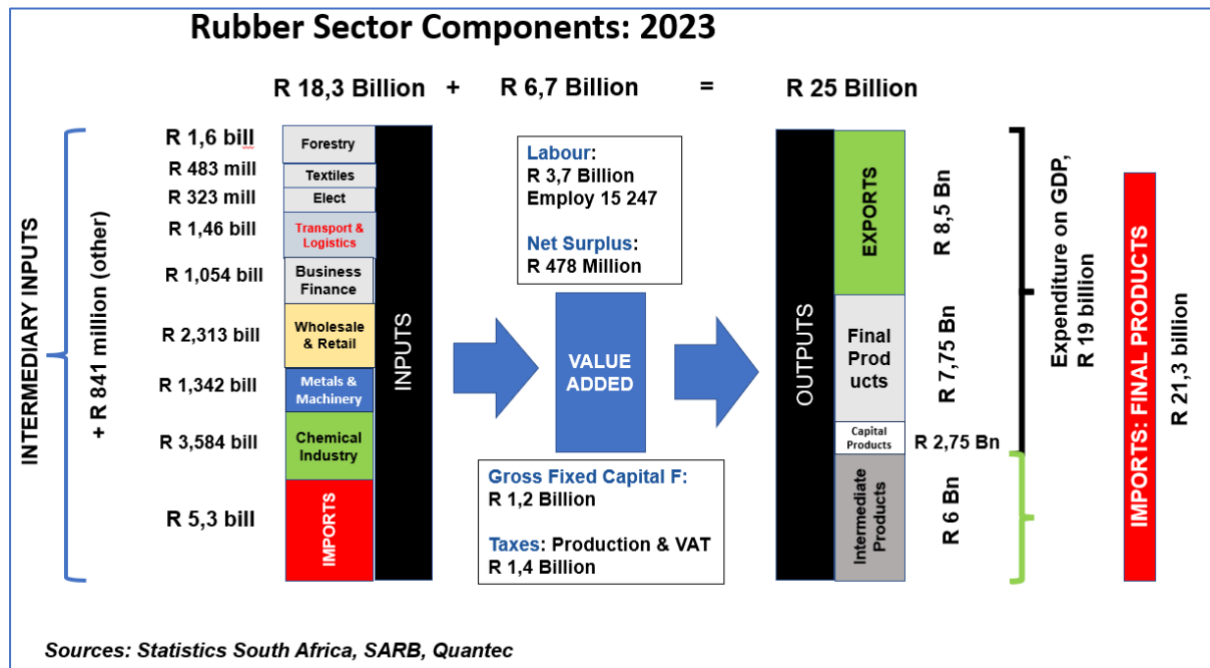 Rubber Sector Components: 2023
R 18,3 Billion + R 6,7 Billion = R 25 Billion
INTERMEDIARY INPUTS
+ R 841 million (other)
R 1,6 bill
Forestry
R 483 mill
Textiles
R 323 mill
Elect
R 1,46 bill
Transport &
Logistics
R 1,054 bill
Business
Finance
R 2,313 bill
Wholesale
& Retail
R 1,342 bill
Metals &
Machinery
R 3,584 bill
Chemical
Industry
R 5,3 bill
IMPORTS
INPUTS
Labour:
R 3,7 Billion
Employ 15 247
Net Surplus:
R 478 Million
VALUE
ADDED
Gross Fixed Capital F:
R 1,2 Billion
Taxes: Production & VAT
R 1,4 Billion
OUTPUTS
EXPORTS
R 8,5 Bn
Final
Prod
ucts
R 7,75 Bn
Capital
Products
R 2,75 Bn
Intermediate
Products
R 6 Bn
Expenditure on GDP,
R 19 billion
IMPORTS: FINAL PRODUCTS
R 21,3 billion
Sources: Statistics South Africa, SARB, Quantec